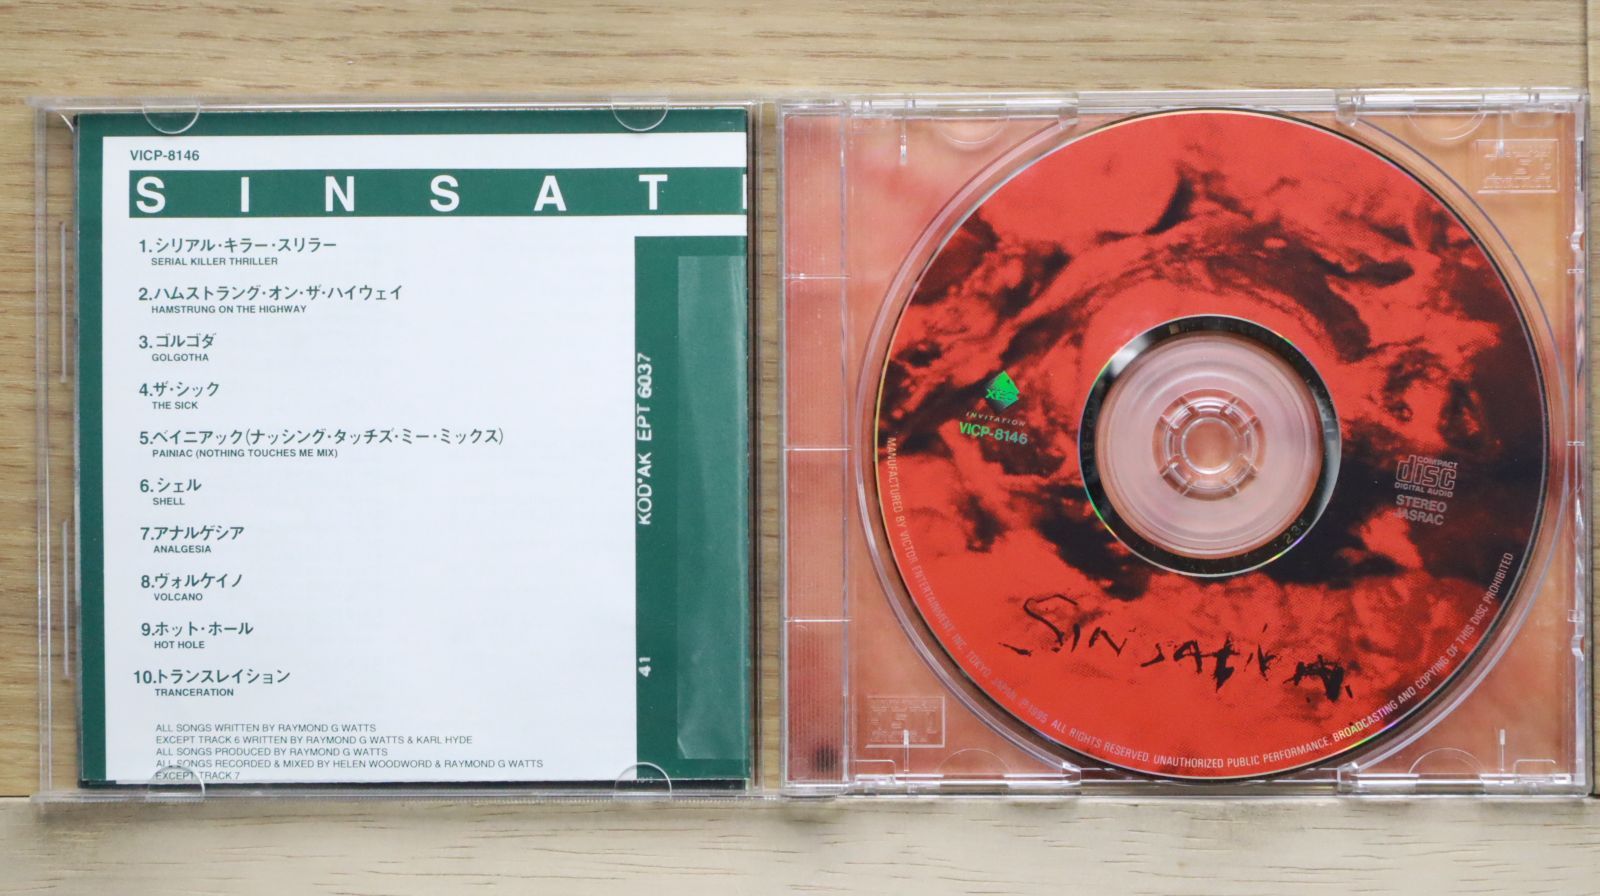 VICP-8146
SINSATI
1.シリアル・キラー・スリラー
SERIAL KILLER THRILLER
2.ハムストラング・オン・ザ・ハイウェイ
HAMSTRUNG ON THE HIGHWAY
3.ゴルゴダ
GOLGOTHA
4.ザ・シック
THE SICK
5.ペイニアック(ナッシング・タッチズ・ミー・ミックス)
PAINIAC (NOTHING TOUCHES ME MIX)
6.シェル
SHELL
7.アナルゲシア
ANALGESIA
8.ヴォルケイノ
VOLCANO
9.ホット・ホール
HOT HOLE
10.トランスレイション
TRANCERATION
ALL SONGS WRITTEN BY RAYMOND G WATTS
EXCEPT TRACK 6 WRITTEN BY RAYMOND G WATTS & KARL HYDE
ALL SONGS PRODUCED BY RAYMOND G WATTS
ALL SONGS RECORDED & MIXED BY HELEN WOODWORD & RAYMOND G WATTS
EXCEPT TRACK 7
KOD*AK EPT 6037
41
XEO
INVITATION
VICP-8146
COMPACT
disc
DIGITAL AUDIO
STEREO
JASRAC
Sinsation.
MANUFACTURED BY VICTOR ENTERTAINMENT, INC. TOKYO, JAPAN. ℗1995 ALL RIGHTS RESERVED. UNAUTHORIZED PUBLIC PERFORMANCE, BROADCASTING AND COPYING OF THIS DISC PROHIBITED